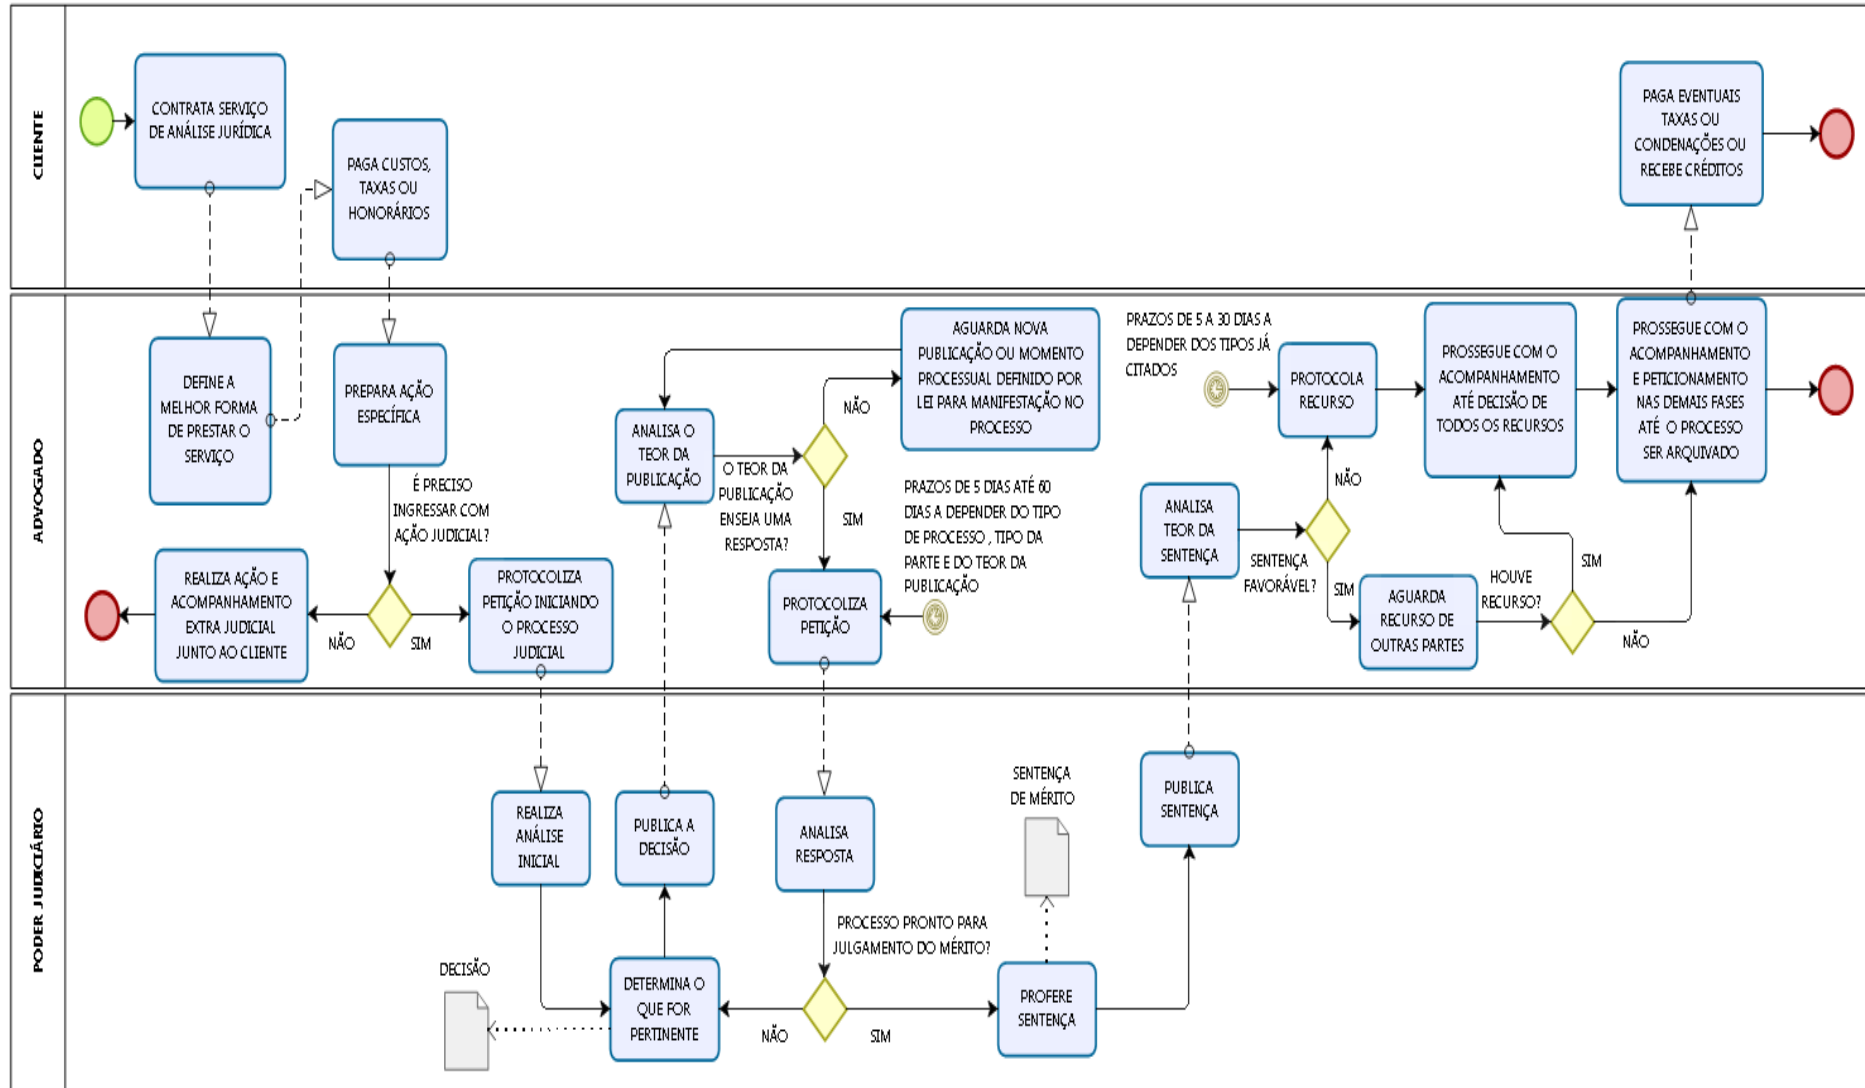 CLIENTE
CONTRATA SERVIÇO
DE ANÁLISE JURÍDICA
PAGA CUSTOS,
TAXAS OU
HONORÁRIOS
PAGA EVENTUAIS
TAXAS OU
CONDENAÇÕES OU
RECEBE CRÉDITOS
ADVOGADO
DEFINE A
MELHOR FORMA
DE PRESTAR O
SERVIÇO
PREPARA AÇÃO
ESPECÍFICA
É PRECISO
INGRESSAR COM
AÇÃO JUDICIAL?
REALIZA AÇÃO E
ACOMPANHAMENTO
EXTRA JUDICIAL
JUNTO AO CLIENTE
NÃO
SIM
PROTOCOLIZA
PETIÇÃO INICIANDO
O PROCESSO
JUDICIAL
ANALISA O
TEOR DA
PUBLICAÇÃO
O TEOR DA
PUBLICAÇÃO
ENSEJA UMA
RESPOSTA?
NÃO
SIM
AGUARDA NOVA
PUBLICAÇÃO OU MOMENTO
PROCESSUAL DEFINIDO POR
LEI PARA MANIFESTAÇÃO NO
PROCESSO
PRAZOS DE 5 DIAS ATÉ 60
DIAS A DEPENDER DO TIPO
DE PROCESSO , TIPO DA
PARTE E DO TEOR DA
PUBLICAÇÃO
PROTOCOLIZA
PETIÇÃO
PRAZOS DE 5 A 30 DIAS A
DEPENDER DOS TIPOS JÁ
CITADOS
PROTOCOLA
RECURSO
PROSSEGUE COM O
ACOMPANHAMENTO
ATÉ DECISÃO DE
TODOS OS RECURSOS
PROSSEGUE COM O
ACOMPANHAMENTO
E PETICIONAMENTO
NAS DEMAIS FASES
ATÉ O PROCESSO
SER ARQUIVADO
ANALISA
TEOR DA
SENTENÇA
SENTENÇA
FAVORÁVEL?
NÃO
SIM
AGUARDA
RECURSO DE
OUTRAS PARTES
HOUVE
RECURSO?
SIM
NÃO
PODER JUDICIÁRIO
REALIZA
ANÁLISE
INICIAL
PUBLICA A
DECISÃO
ANALISA
RESPOSTA
SENTENÇA
DE MÉRITO
PUBLICA
SENTENÇA
PROCESSO PRONTO PARA
JULGAMENTO DO MÉRITO?
DECISÃO
DETERMINA O
QUE FOR
PERTINENTE
NÃO
SIM
PROFERE
SENTENÇA